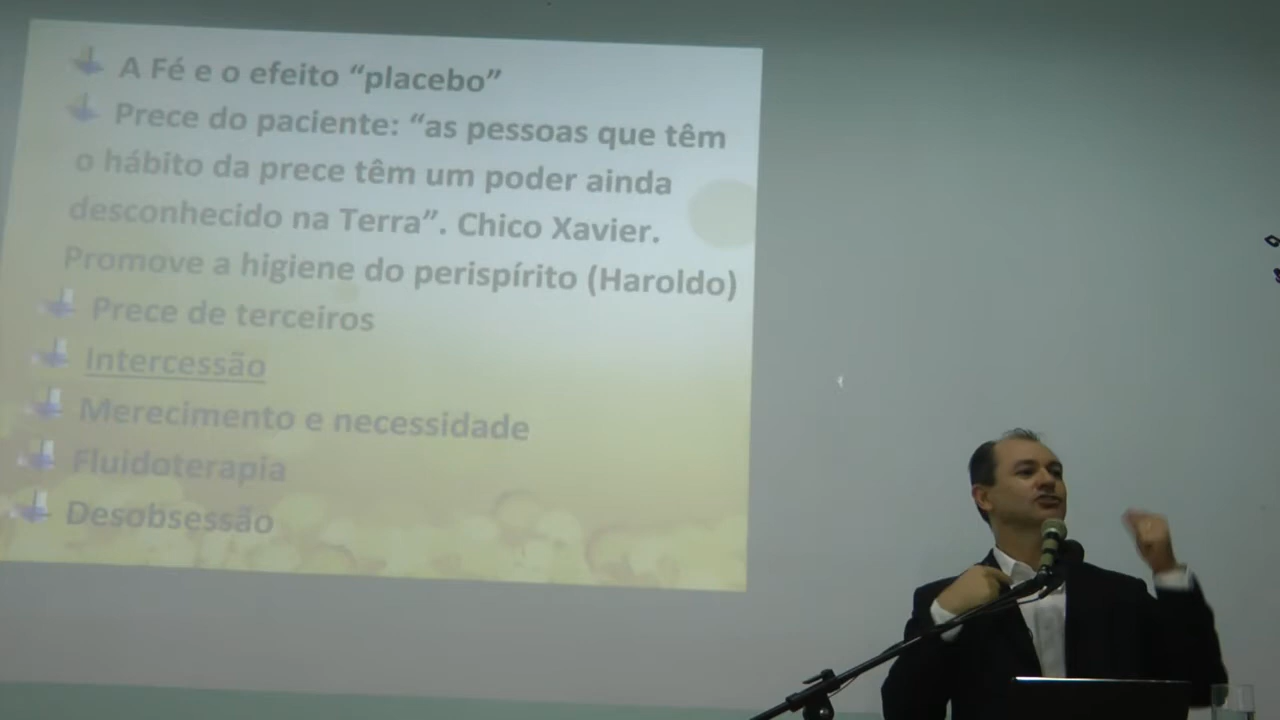 A Fé e o efeito “placebo”
Prece do paciente: “as pessoas que têm
o hábito da prece têm um poder ainda
desconhecido na Terra”. Chico Xavier.
Promove a higiene do perispírito (Haroldo)
Prece de terceiros
Intercessão
Merecimento e necessidade
Fluidoterapia
Desobsessão